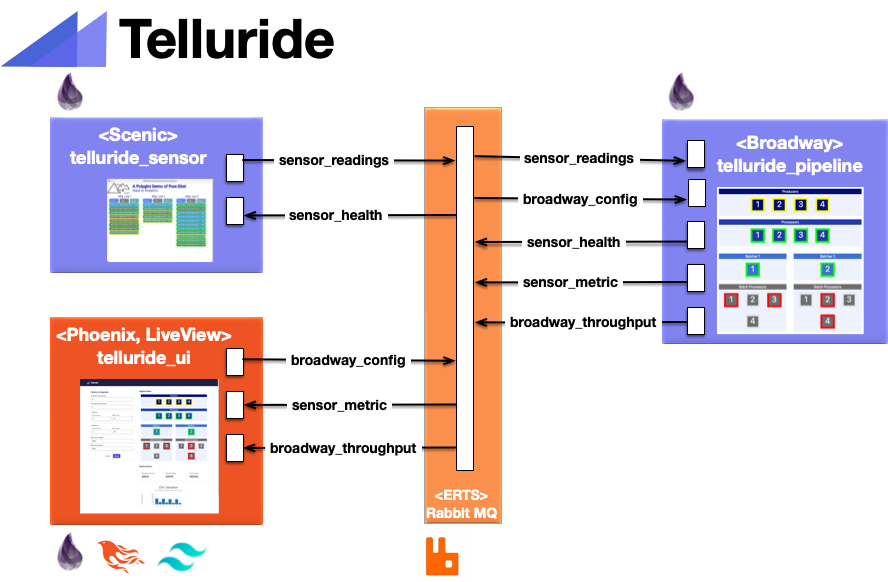 Telluride
<Scenic>
telluride_sensor
A Polyglot Demo of Pure Elixir
sensor_readings
sensor_health
<Phoenix, LiveView>
telluride_ui
broadway_config
sensor_metric
broadway_throughput
<ERTS>
Rabbit MQ
sensor_readings
broadway_config
sensor_health
sensor_metric
broadway_throughput
<Broadway>
telluride_pipeline
Producers
1 2 3 4
Processors
1 2 3 4
Batcher 1 Batcher 2
1 2
Batch Processors Batch Processors
1 2 3 1 2 3
4 4